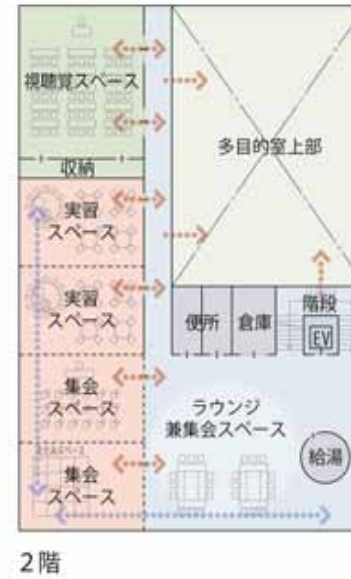 視聴覚スペース
多目的室上部
収納
実習
スペース
実習
スペース
便所
倉庫
階段
EV
集会
スペース
ラウンジ
兼集会スペース
給湯
集会
スペース
2階